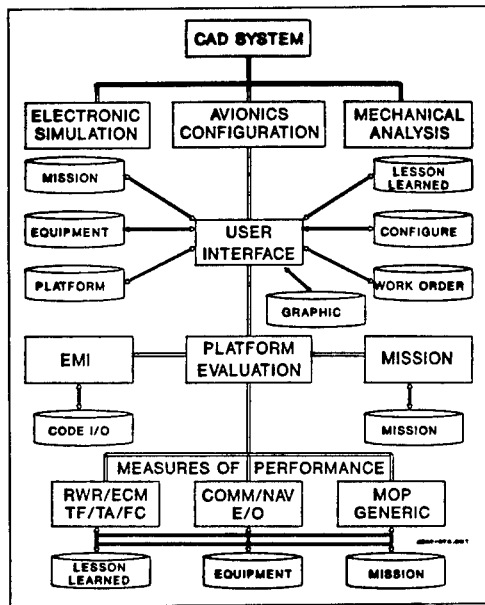 CAD SYSTEM
ELECTRONIC
SIMULATION
AVIONICS
CONFIGURATION
MECHANICAL
ANALYSIS
MISSION
LESSON
LEARNED
EQUIPMENT
USER
INTERFACE
CONFIGURE
PLATFORM
WORK ORDER
GRAPHIC
EMI
PLATFORM
EVALUATION
MISSION
CODE I/O
MISSION
MEASURES OF PERFORMANCE
RWR/ECM
TF/TA/FC
COMM/NAV
E/O
MOP
GENERIC
LESSON
LEARNED
EQUIPMENT
MISSION